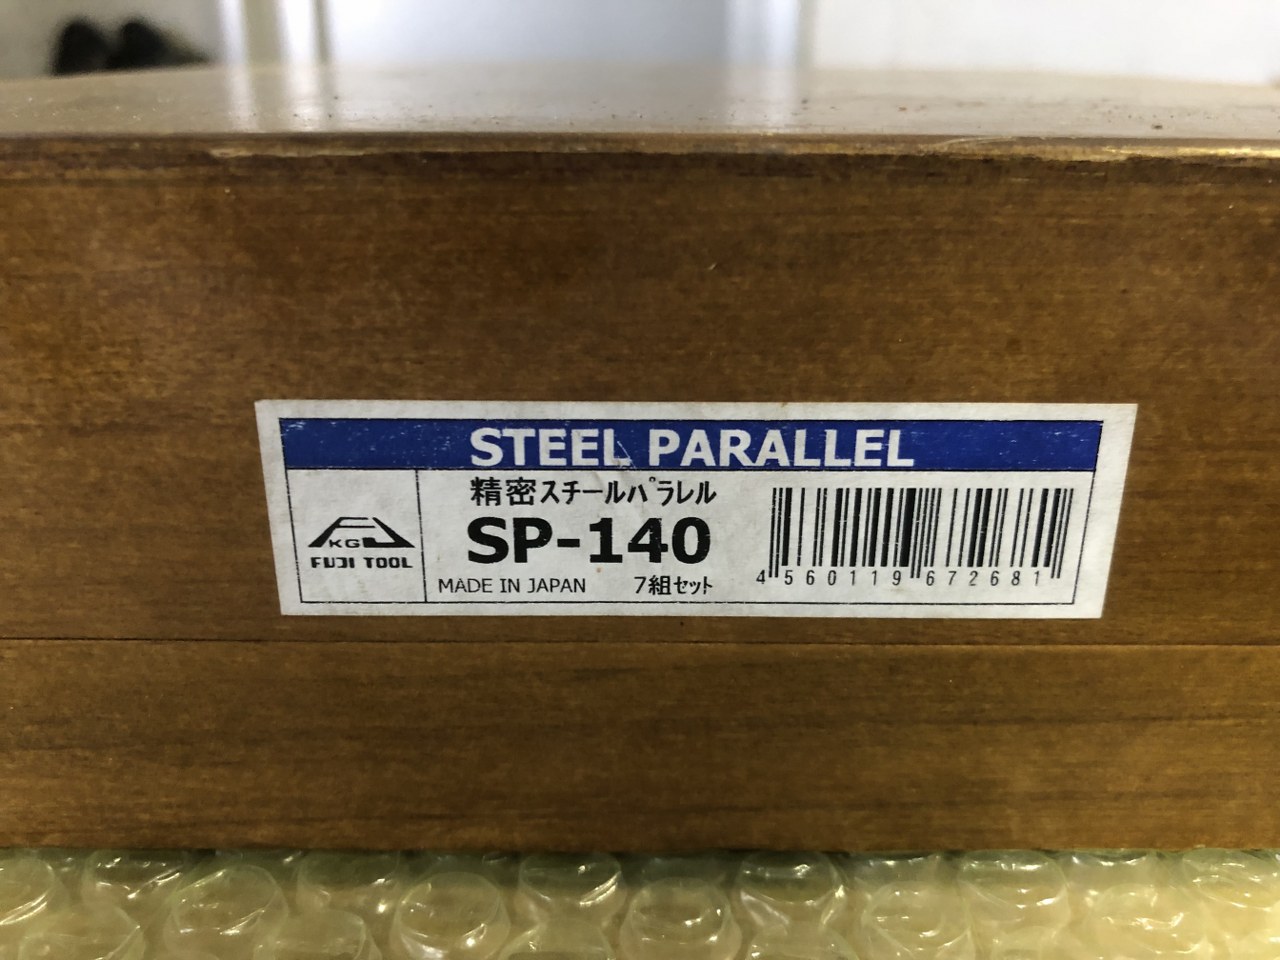 STEEL PARALLEL
精密スチールパラレル
SP-140
KG
FUJI TOOL
MADE IN JAPAN 7組セット
4560119672681